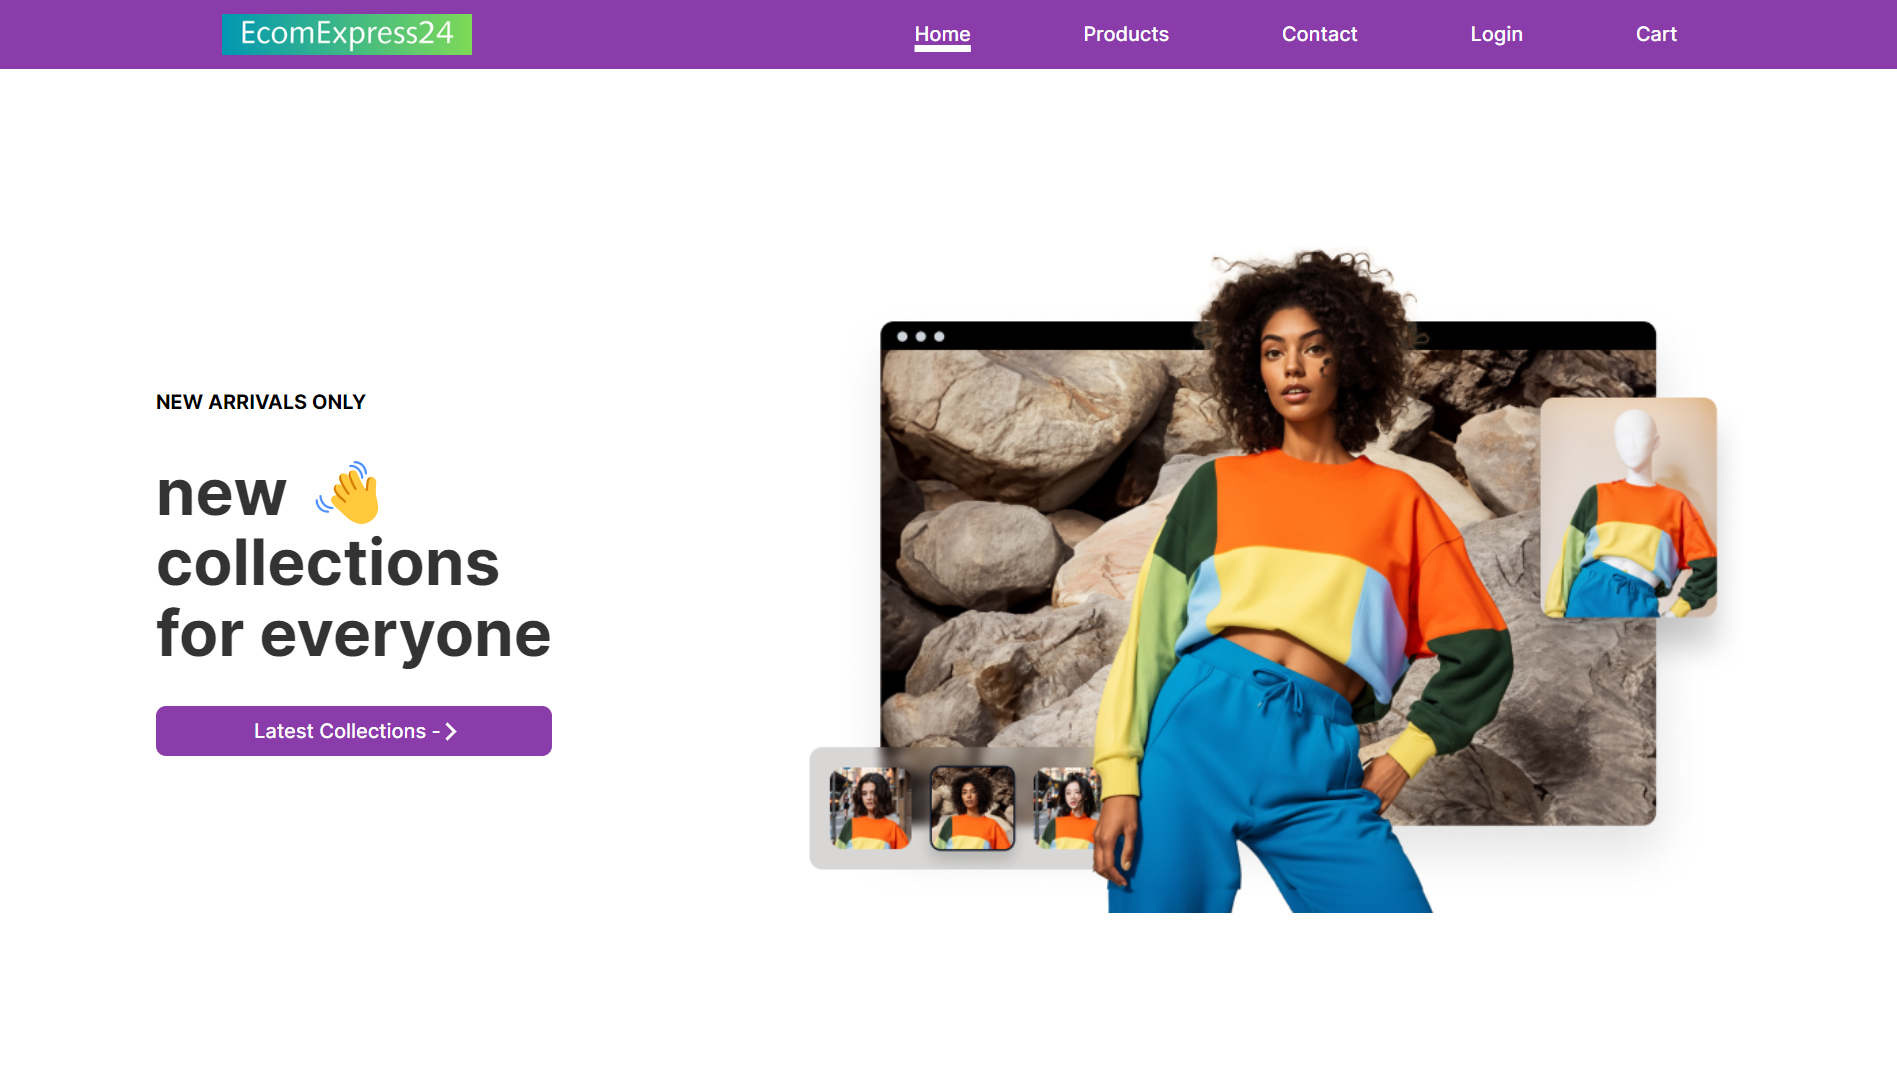 EcomExpress24
Home Products Contact Login Cart
NEW ARRIVALS ONLY
new 👋
collections
for everyone
Latest Collections -